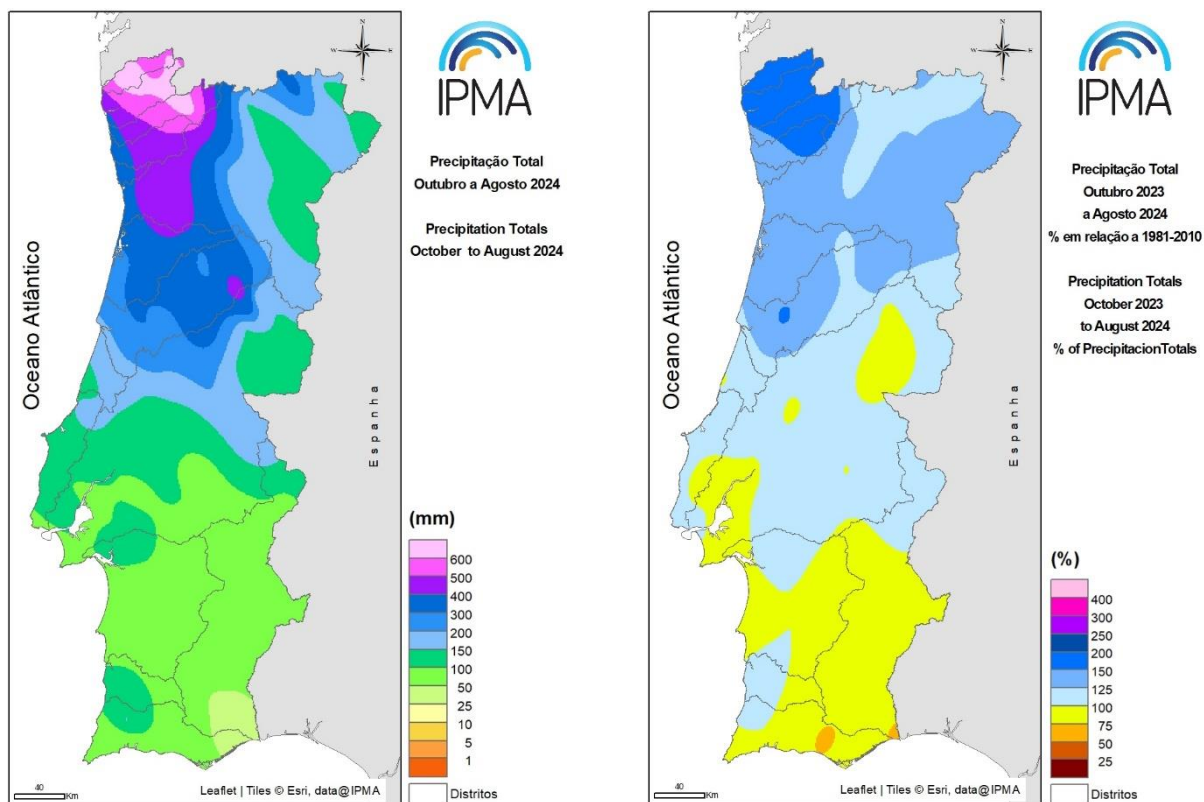 N
W
E
S
IPMA
Precipitação Total
Outubro a Agosto 2024
Precipitation Totals
October to August 2024
Oceano Atlântico
Espanha
(mm)
600
500
400
300
200
150
100
50
25
10
5
1
Distritos
40
Km
Leaflet | Tiles © Esri, data@IPMA
N
W
E
S
IPMA
Precipitação Total
Outubro 2023
a Agosto 2024
% em relação a 1981-2010
Precipitation Totals
October 2023
to August 2024
% of PrecipitacionTotals
Oceano Atlântico
Espanha
(%)
400
300
250
200
150
125
100
75
50
25
Distritos
40
Km
Leaflet | Tiles © Esri, data@IPMA